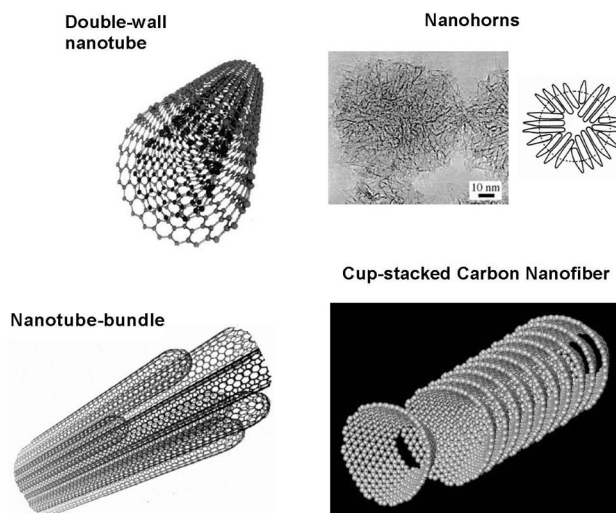 Double-wall
nanotube
Nanohorns
10 nm
Cup-stacked Carbon Nanofiber
Nanotube-bundle